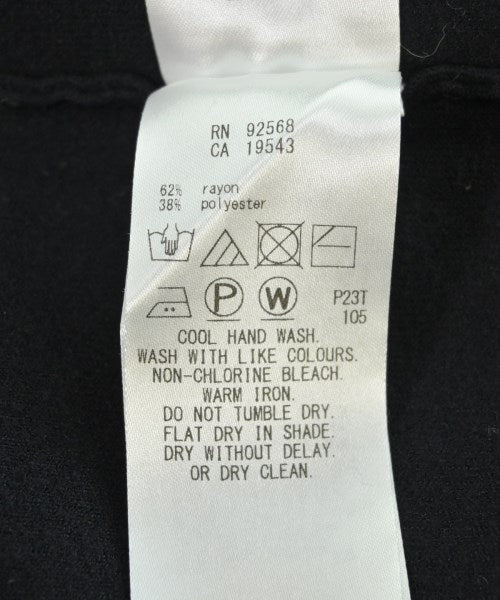 RN 92568
CA 19543
62% rayon
38% polyester
P W P23T
105
COOL HAND WASH.
WASH WITH LIKE COLOURS.
NON-CHLORINE BLEACH.
WARM IRON.
DO NOT TUMBLE DRY.
FLAT DRY IN SHADE.
DRY WITHOUT DELAY.
OR DRY CLEAN.